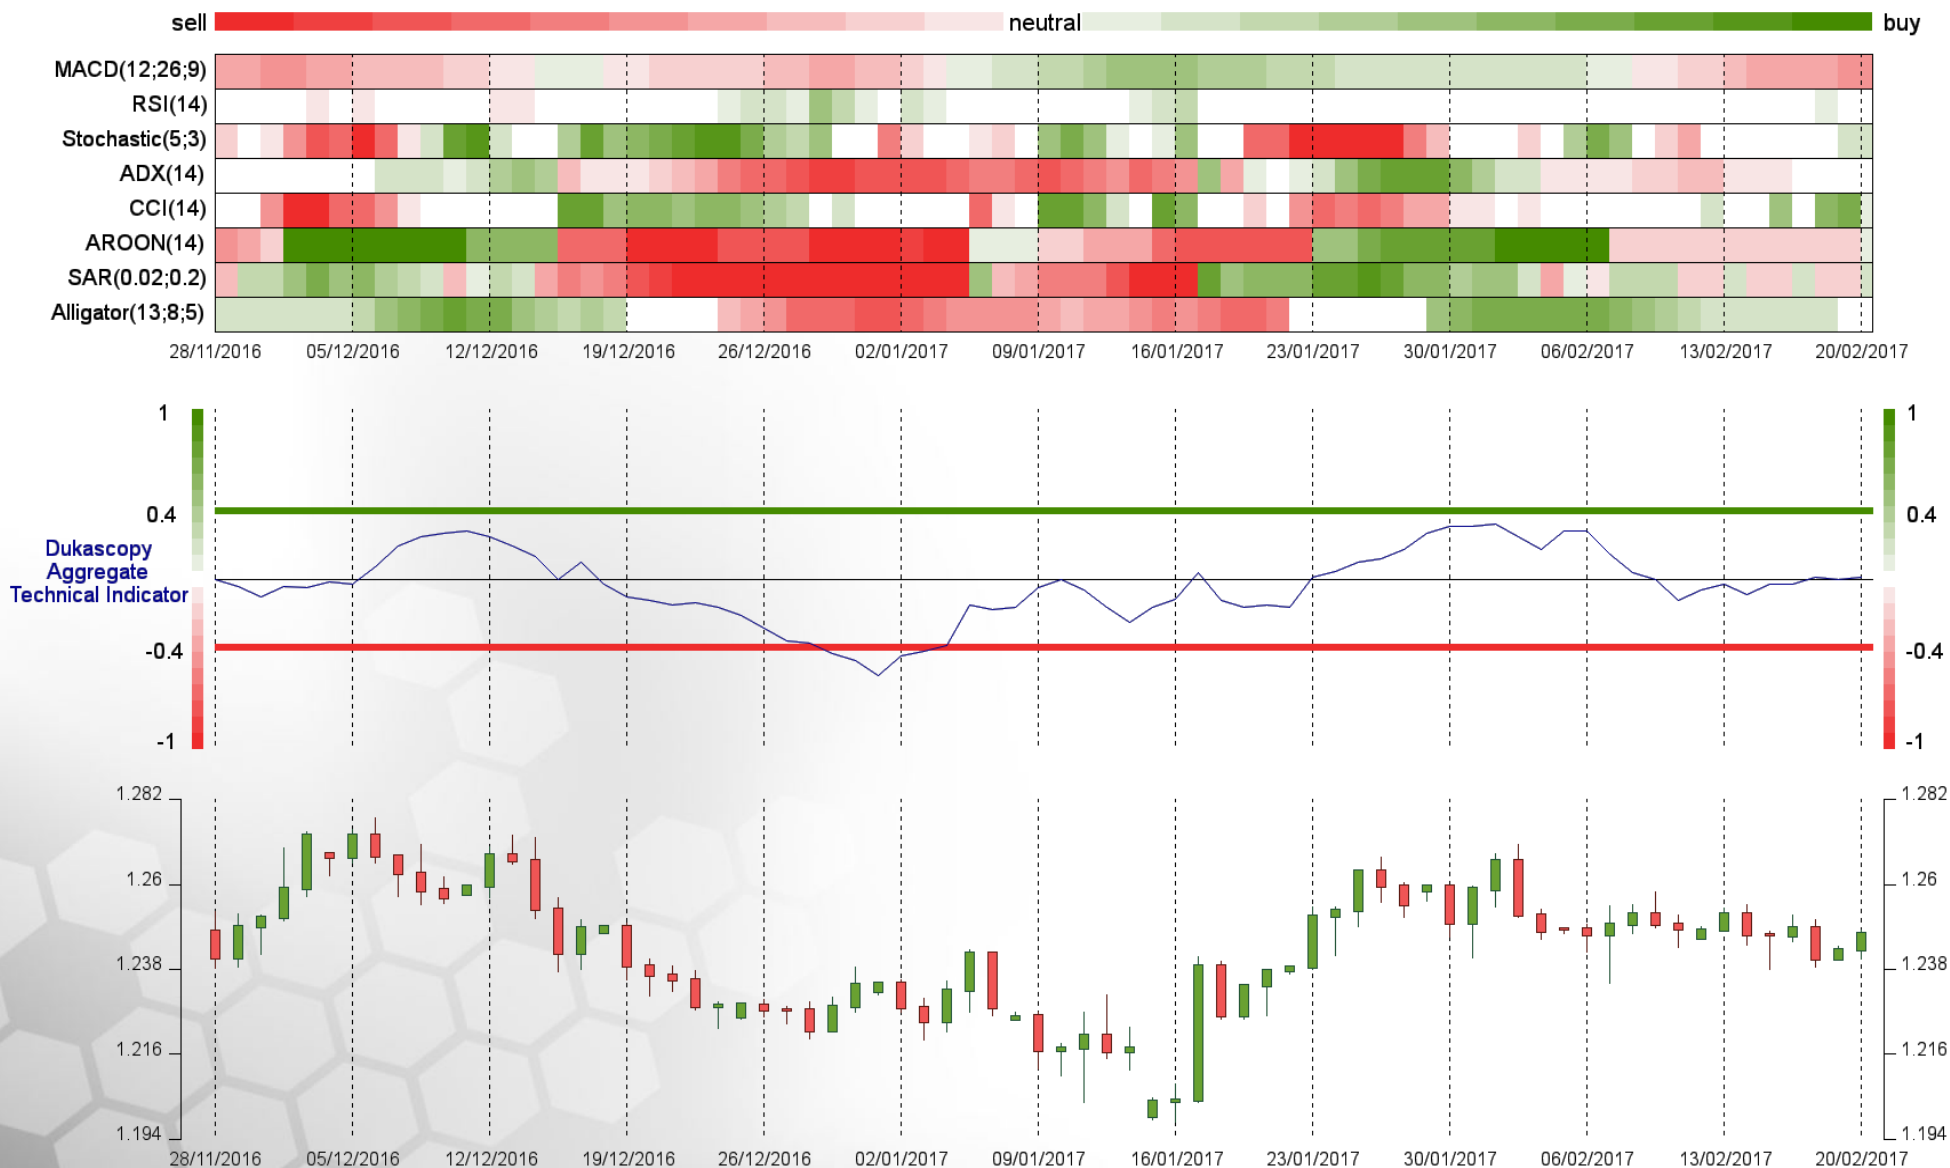 sell neutral buy
MACD(12;26;9)
RSI(14)
Stochastic(5;3)
ADX(14)
CCI(14)
AROON(14)
SAR(0.02;0.2)
Alligator(13;8;5)
28/11/2016 05/12/2016 12/12/2016 19/12/2016 26/12/2016 02/01/2017 09/01/2017 16/01/2017 23/01/2017 30/01/2017 06/02/2017 13/02/2017 20/02/2017
1 1
0.4 0.4
Dukascopy
Aggregate
Technical Indicator
-0.4 -0.4
-1 -1
1.282 1.282
1.26 1.26
1.238 1.238
1.216 1.216
1.194 1.194
28/11/2016 05/12/2016 12/12/2016 19/12/2016 26/12/2016 02/01/2017 09/01/2017 16/01/2017 23/01/2017 30/01/2017 06/02/2017 13/02/2017 20/02/2017